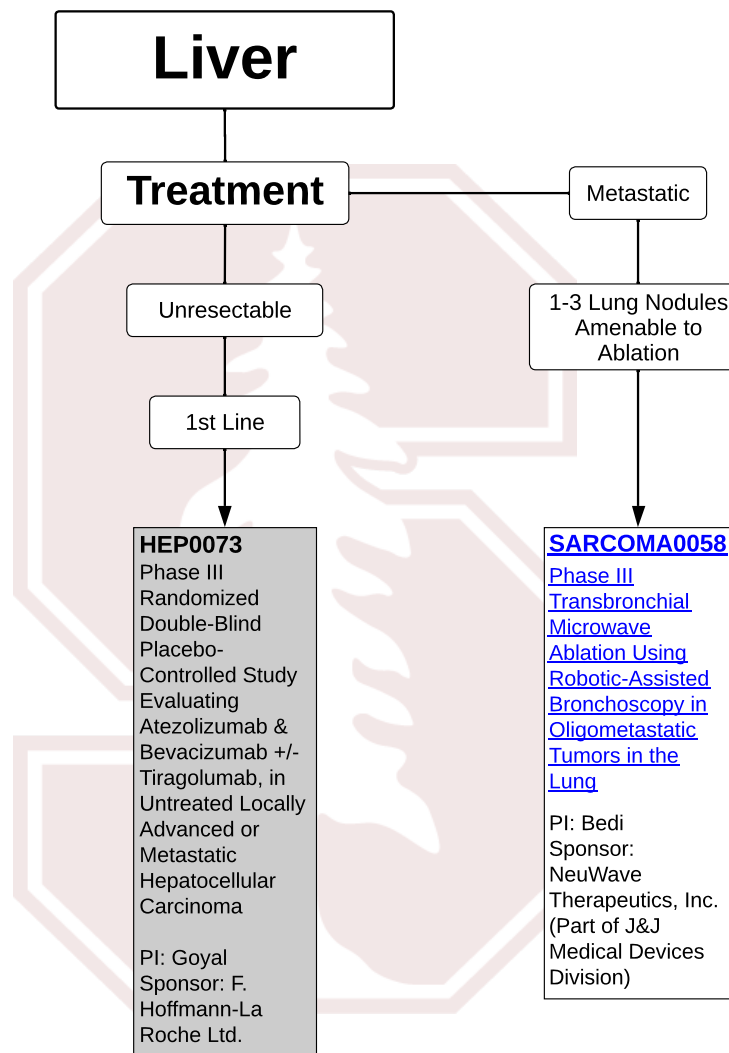 Liver
Treatment
Metastatic
Unresectable
1-3 Lung Nodules
Amenable to
Ablation
1st Line
HEP0073
Phase III
Randomized
Double-Blind
Placebo-
Controlled Study
Evaluating
Atezolizumab &
Bevacizumab +/-
Tiragolumab, in
Untreated Locally
Advanced or
Metastatic
Hepatocellular
Carcinoma
PI: Goyal
Sponsor: F.
Hoffmann-La
Roche Ltd.
SARCOMA0058
Phase III
Transbronchial
Microwave
Ablation Using
Robotic-Assisted
Bronchoscopy in
Oligometastatic
Tumors in the
Lung
PI: Bedi
Sponsor:
NeuWave
Therapeutics, Inc.
(Part of J&J
Medical Devices
Division)